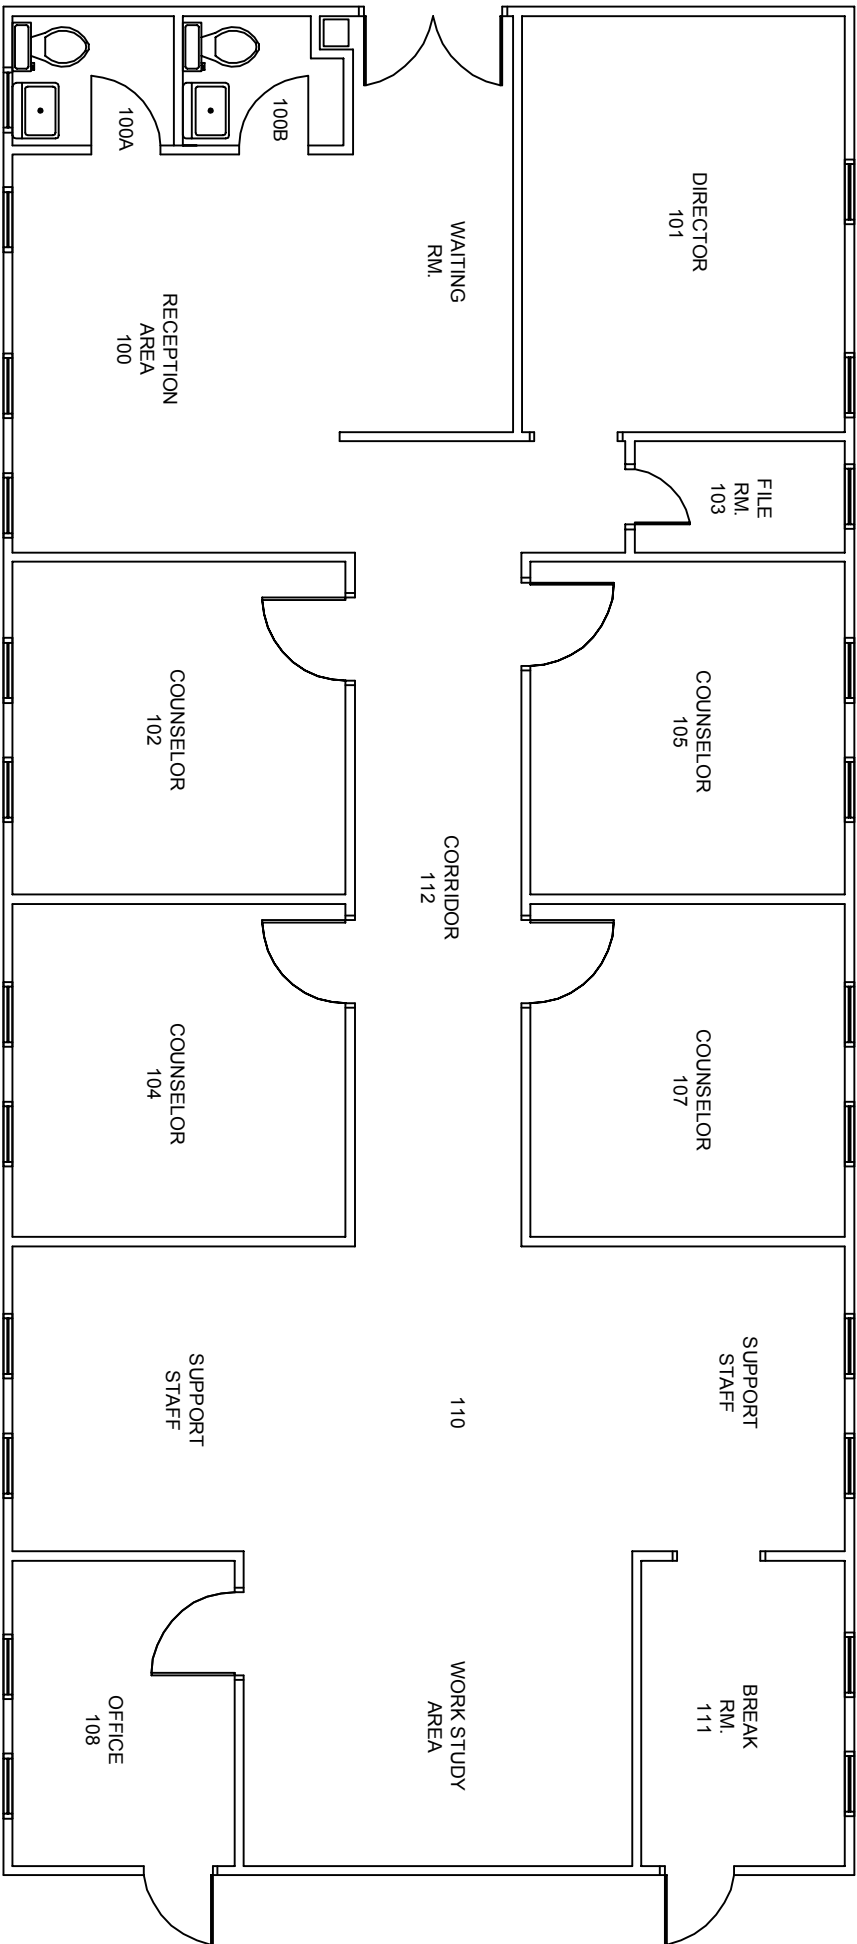 100A
100B
DIRECTOR
101
WAITING
RM.
RECEPTION
AREA
100
FILE
RM.
103
COUNSELOR
102
COUNSELOR
105
CORRIDOR
112
COUNSELOR
104
COUNSELOR
107
SUPPORT
STAFF
110
SUPPORT
STAFF
OFFICE
108
WORK STUDY
AREA
BREAK
RM.
111